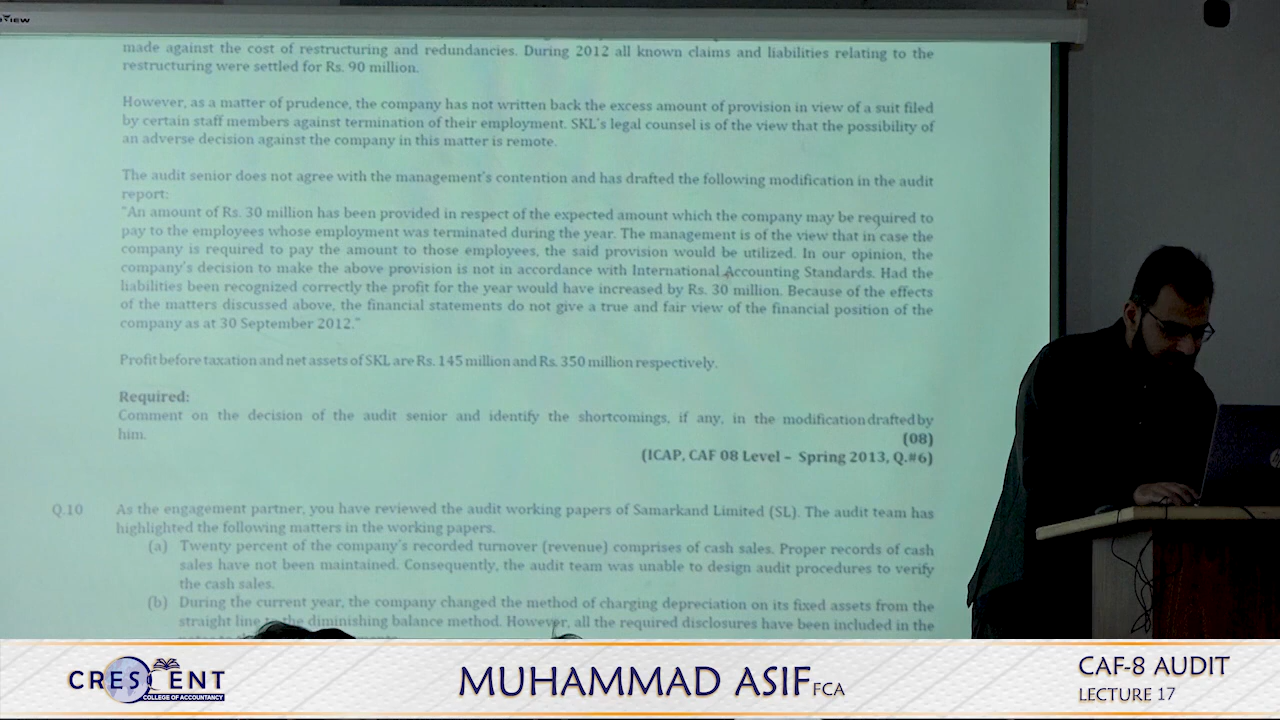 made against the cost of restructuring and redundancies. During 2012 all known claims and liabilities relating to the
restructuring were settled for Rs. 90 million.
However, as a matter of prudence, the company has not written back the excess amount of provision in view of a suit filed
by certain staff members against termination of their employment. SKL's legal counsel is of the view that the possibility of
an adverse decision against the company in this matter is remote.
The audit senior does not agree with the management's contention and has drafted the following modification in the audit
report:
"An amount of Rs. 30 million has been provided in respect of the expected amount which the company may be required to
pay to the employees whose employment was terminated during the year. The management is of the view that in case the
company is required to pay the amount to those employees, the said provision would be utilized. In our opinion, the
company's decision to make the above provision is not in accordance with International Accounting Standards. Had the
liabilities been recognized correctly the profit for the year would have increased by Rs. 30 million. Because of the effects
of the matters discussed above, the financial statements do not give a true and fair view of the financial position of the
company as at 30 September 2012."
Profit before taxation and net assets of SKL are Rs. 145 million and Rs. 350 million respectively.
Required:
Comment on the decision of the audit senior and identify the shortcomings, if any, in the modification drafted by
him.
(08)
(ICAP, CAF 08 Level – Spring 2013, Q.#6)
Q.10 As the engagement partner, you have reviewed the audit working papers of Samarkand Limited (SL). The audit team has
highlighted the following matters in the working papers.
(a) Twenty percent of the company's recorded turnover (revenue) comprises of cash sales. Proper records of cash
sales have not been maintained. Consequently, the audit team was unable to design audit procedures to verify
the cash sales.
(b) During the current year, the company changed the method of charging depreciation on its fixed assets from the
straight line the diminishing balance method. However, all the required disclosures have been included in the
CRESCENT
COLLEGE OF ACCOUNTANCY
MUHAMMAD ASIF FCA
CAF-8 AUDIT
LECTURE 17